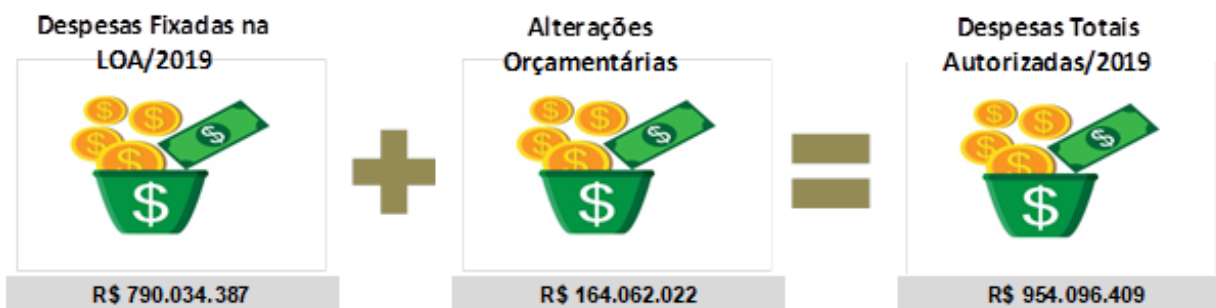 Despesas Fixadas na
LOA/2019
Alterações
Orçamentárias
Despesas Totais
Autorizadas/2019
$ $ $ $ $ $
$ $ $ $ $ $
$ $ $ $ $ $
R$ 790.034.387
R$ 164.062.022
R$ 954.096.409